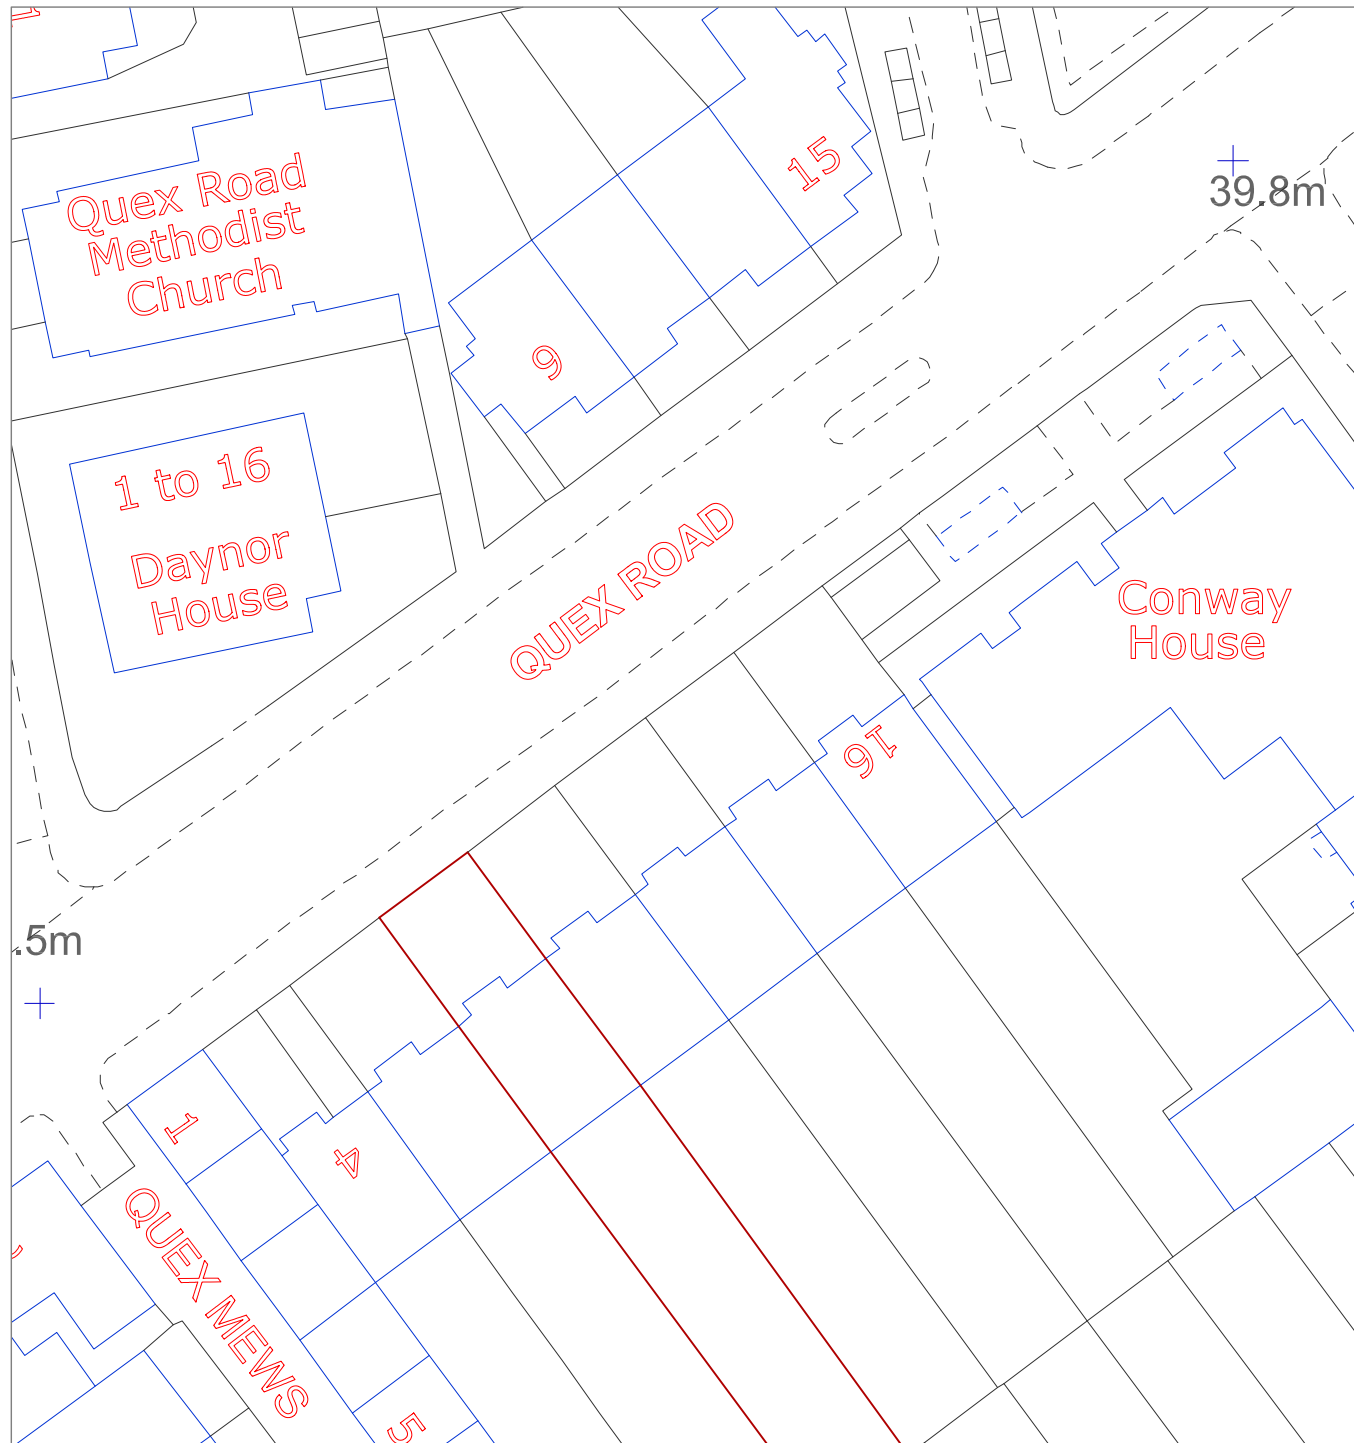 15
39.8m
Quex Road
Methodist
Church
9
1 to 16
Daynor
House
QUEX ROAD
Conway
House
16
.5m
1
4
QUEX MEWS
5